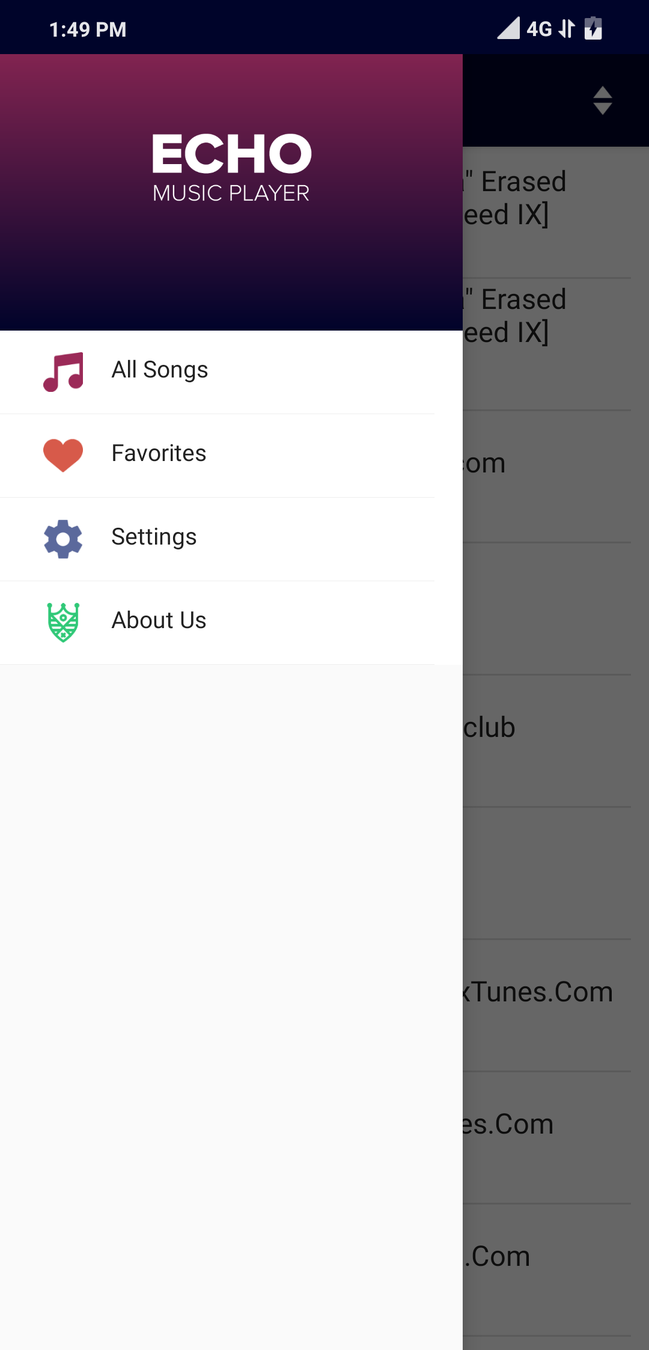 1:49 PM
4G
ECHO
MUSIC PLAYER
All Songs
Favorites
Settings
About Us
" Erased
eed IX]
" Erased
eed IX]
com
club
xTunes.Com
es.Com
.Com